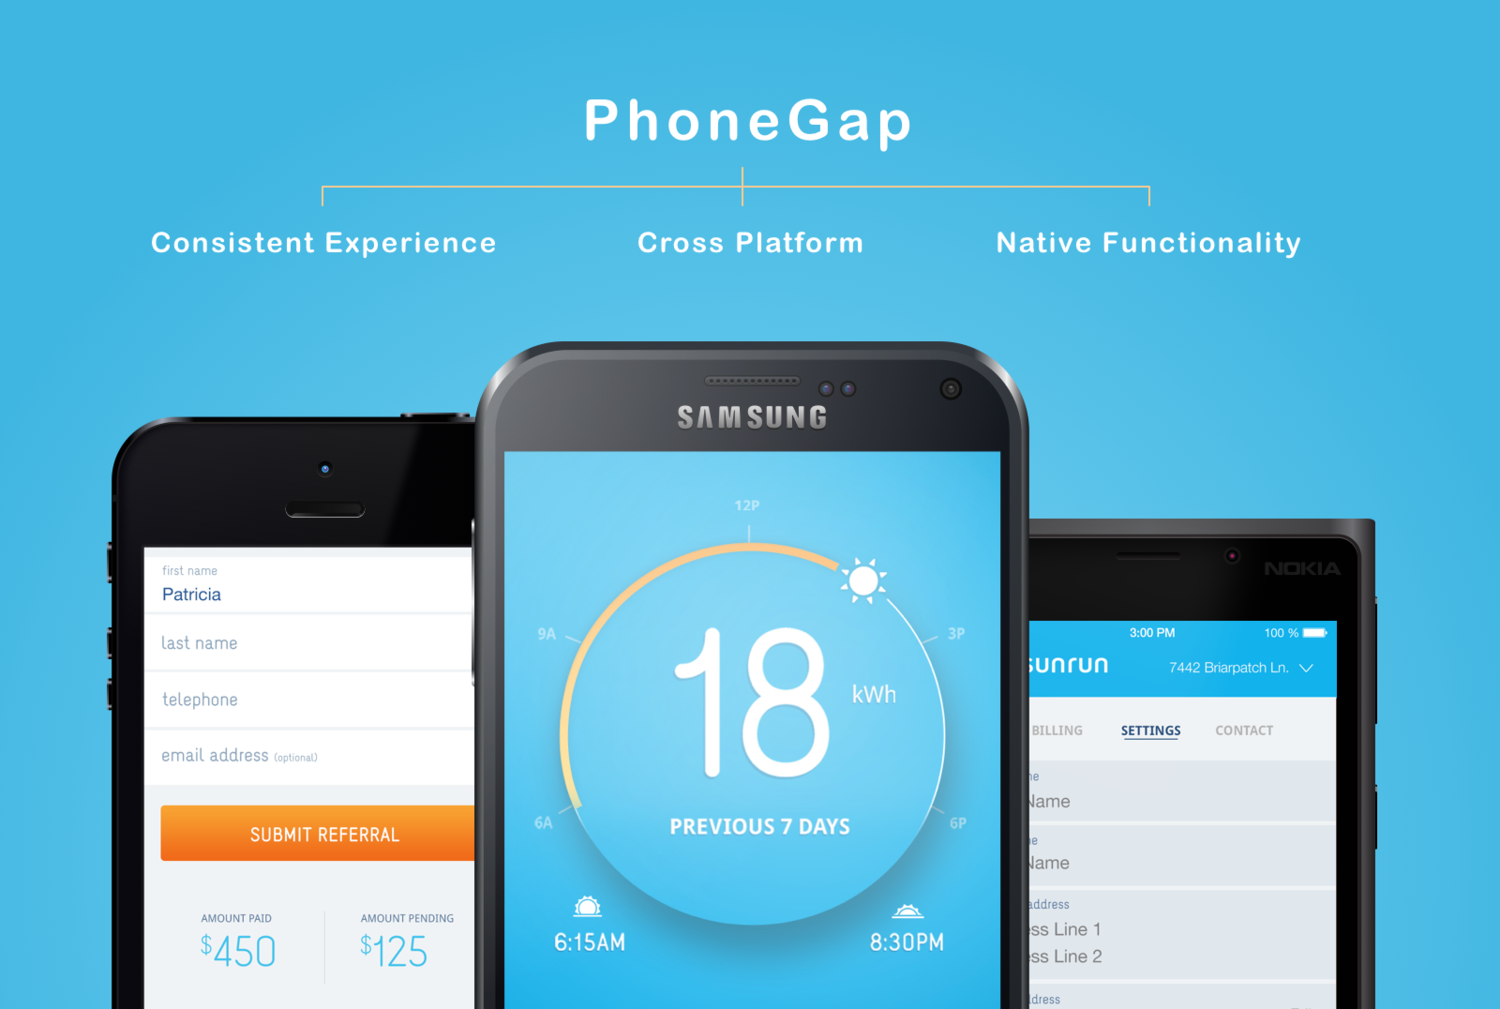 PhoneGap
Consistent Experience
Cross Platform
Native Functionality
first name
Patricia
last name
telephone
email address (optional)
SUBMIT REFERRAL
AMOUNT PAID
$450
AMOUNT PENDING
$125
SAMSUNG
12P
9A
3P
18 kWh
PREVIOUS 7 DAYS
6A
6P
6:15AM
8:30PM
NOKIA
3:00 PM
100 %
sunrun
7442 Briarpatch Ln.
BILLING
SETTINGS
CONTACT
Name
Name
address
Line 1
Line 2